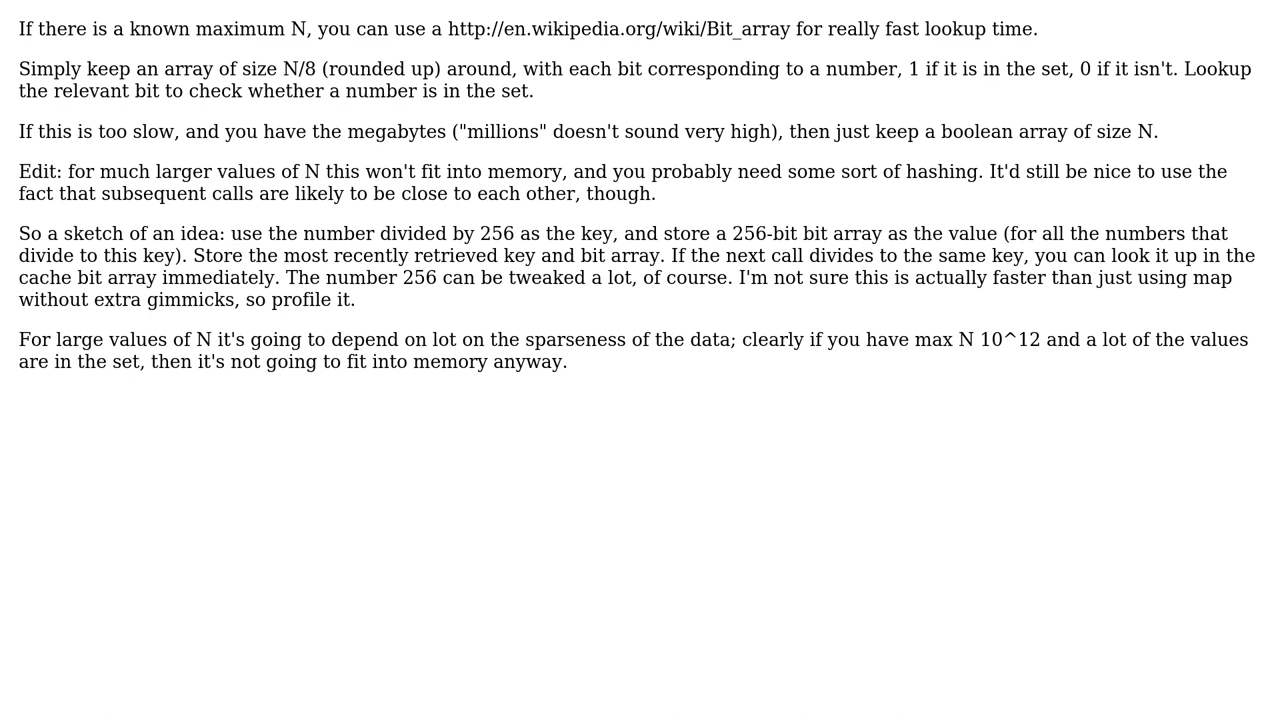 If there is a known maximum N, you can use a http://en.wikipedia.org/wiki/Bit_array for really fast lookup time.
Simply keep an array of size N/8 (rounded up) around, with each bit corresponding to a number, 1 if it is in the set, 0 if it isn't. Lookup
the relevant bit to check whether a number is in the set.
If this is too slow, and you have the megabytes ("millions" doesn't sound very high), then just keep a boolean array of size N.
Edit: for much larger values of N this won't fit into memory, and you probably need some sort of hashing. It'd still be nice to use the
fact that subsequent calls are likely to be close to each other, though.
So a sketch of an idea: use the number divided by 256 as the key, and store a 256-bit bit array as the value (for all the numbers that
divide to this key). Store the most recently retrieved key and bit array. If the next call divides to the same key, you can look it up in the
cache bit array immediately. The number 256 can be tweaked a lot, of course. I'm not sure this is actually faster than just using map
without extra gimmicks, so profile it.
For large values of N it's going to depend on lot on the sparseness of the data; clearly if you have max N 10^12 and a lot of the values
are in the set, then it's not going to fit into memory anyway.